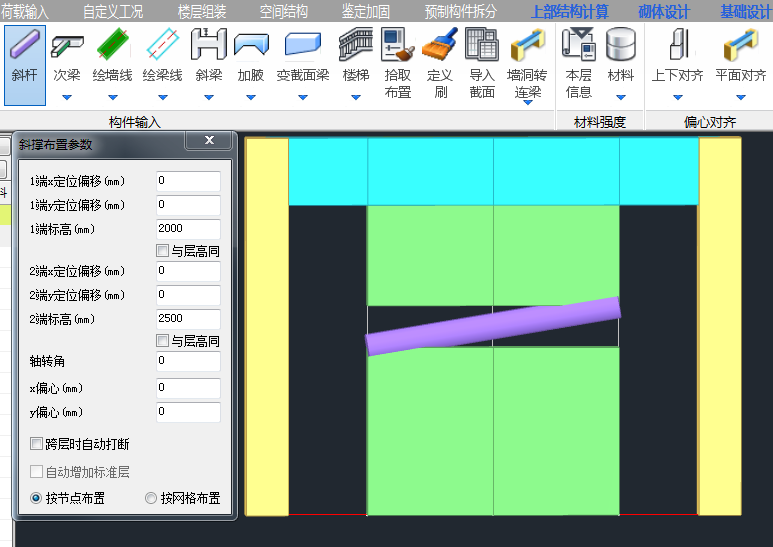 荷载输入 自定义工况 楼层组装 空间结构 鉴定加固 预制构件拆分 上部结构计算 砌体设计 基础设计
斜杆 次梁 绘墙线 绘梁线 斜梁 加腋 变截面梁 楼梯 拾取布置 定义刷 导入截面 墙洞转连梁 本层信息 材料 上下对齐 平面对齐
构件输入 材料强度 偏心对齐
斜撑布置参数 X
1端x定位偏移(mm) 0
1端y定位偏移(mm) 0
1端标高(mm) 2000
与层高同
2端x定位偏移(mm) 0
2端y定位偏移(mm) 0
2端标高(mm) 2500
与层高同
轴转角 0
x偏心(mm) 0
y偏心(mm) 0
跨层时自动打断
自动增加标准层
按节点布置 按网格布置